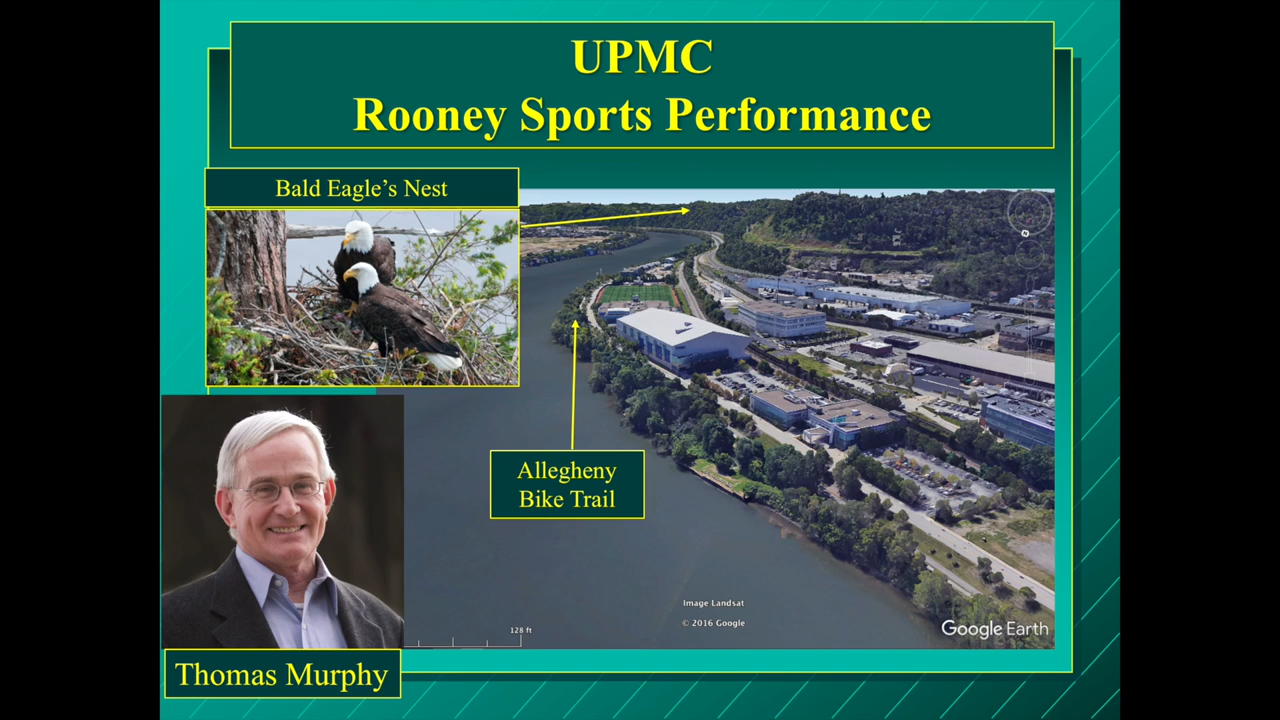 UPMC
Rooney Sports Performance
Bald Eagle’s Nest
N
Allegheny
Bike Trail
Image Landsat
© 2016 Google
128 ft
Google Earth
Thomas Murphy